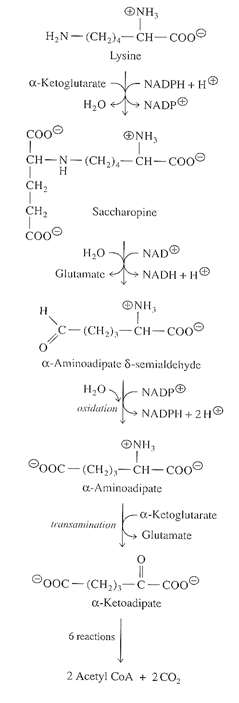 ⊕NH₃
H₂N—(CH₂)₄—CH—COO⊖
Lysine
α-Ketoglutarate NADPH + H⊕
H₂O NADP⊕
COO⊖ ⊕NH₃
CH—N—(CH₂)₄—CH—COO⊖
H
CH₂
CH₂ Saccharopine
COO⊖
H₂O NAD⊕
Glutamate NADH + H⊕
H ⊕NH₃
C—(CH₂)₃—CH—COO⊖
O
α-Aminoadipate δ-semialdehyde
H₂O NADP⊕
oxidation NADPH + 2H⊕
⊕NH₃
⊖OOC—(CH₂)₃—CH—COO⊖
α-Aminoadipate
α-Ketoglutarate
transamination
Glutamate
O
⊖OOC—(CH₂)₃—C—COO⊖
α-Ketoadipate
6 reactions
2 Acetyl CoA + 2CO₂